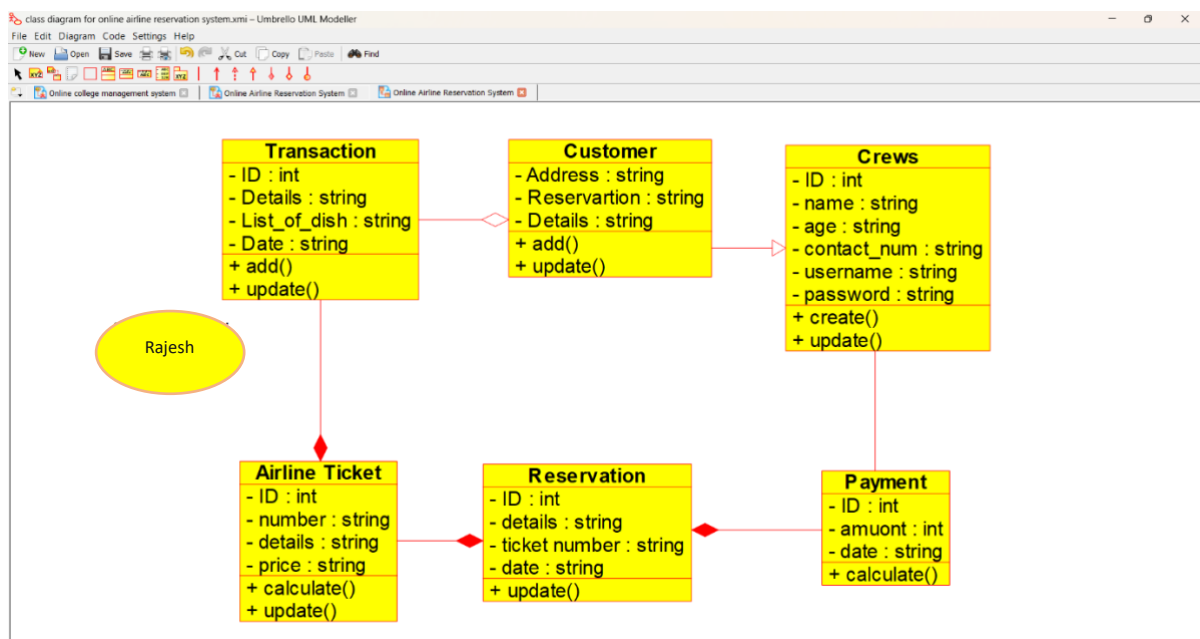 class diagram for online airline reservation system.xmi – Umbrello UML Modeller
File Edit Diagram Code Settings Help
New Open Save Cut Copy Paste Find
Online college management system Online Airline Reservation System Online Airline Reservation System
Transaction
- ID : int
- Details : string
- List_of_dish : string
- Date : string
+ add()
+ update()
Customer
- Address : string
- Reservartion : string
- Details : string
+ add()
+ update()
Crews
- ID : int
- name : string
- age : string
- contact_num : string
- username : string
- password : string
+ create()
+ update()
Rajesh
Airline Ticket
- ID : int
- number : string
- details : string
- price : string
+ calculate()
+ update()
Reservation
- ID : int
- details : string
- ticket number : string
- date : string
+ update()
Payment
- ID : int
- amuont : int
- date : string
+ calculate()